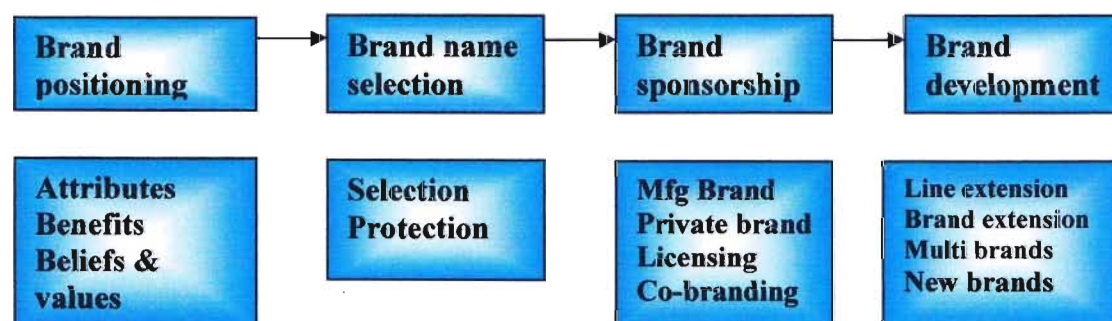 Brand
positioning
Brand name
selection
Brand
sponsorship
Brand
development
Attributes
Benefits
Beliefs &
values
Selection
Protection
Mfg Brand
Private brand
Licensing
Co-branding
Line extension
Brand extension
Multi brands
New brands